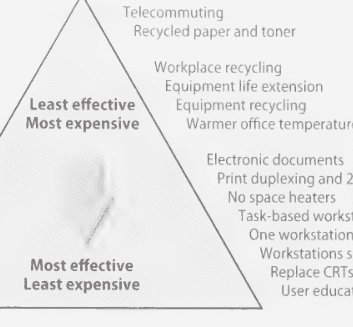 Telecommuting
Recycled paper and toner
Workplace recycling
Equipment life extension
Equipment recycling
Warmer office temperature
Least effective
Most expensive
Electronic documents
Print duplexing and 2
No space heaters
Task-based workst
One workstation
Workstations s
Replace CRTs
User educat
Most effective
Least expensive